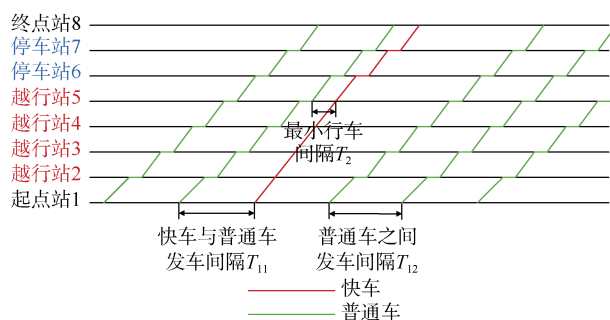 终点站8
停车站7
停车站6
越行站5
越行站4
越行站3
越行站2
起点站1
最小行车
间隔T2
快车与普通车
发车间隔T11
普通车之间
发车间隔T12
快车
普通车